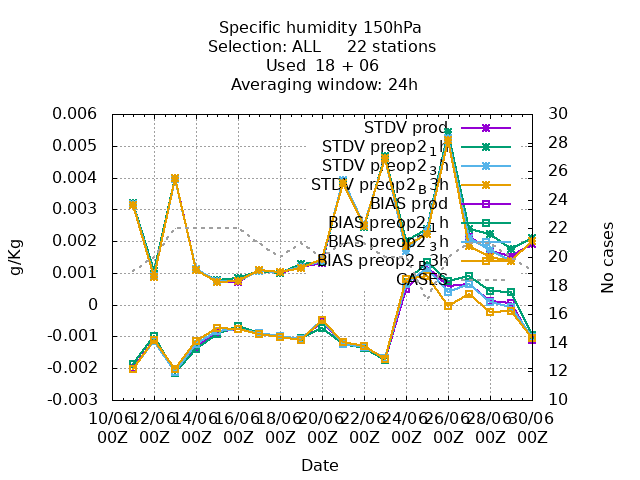 Specific humidity 150hPa
Selection: ALL 22 stations
Used 18 + 06
Averaging window: 24h
0.006
0.005
0.004
0.003
0.002
0.001
0
-0.001
-0.002
-0.003
g/Kg
30
28
26
24
22
20
18
16
14
12
10
No cases
STDV prod
STDV preop2_1h
STDV preop2_3h
STDV preop2_B3h
BIAS prod
BIAS preop2_1h
BIAS preop2_3h
BIAS preop2_B3h
CASES
10/06 12/06 14/06 16/06 18/06 20/06 22/06 24/06 26/06 28/06 30/06
00Z 00Z 00Z 00Z 00Z 00Z 00Z 00Z 00Z 00Z 00Z
Date